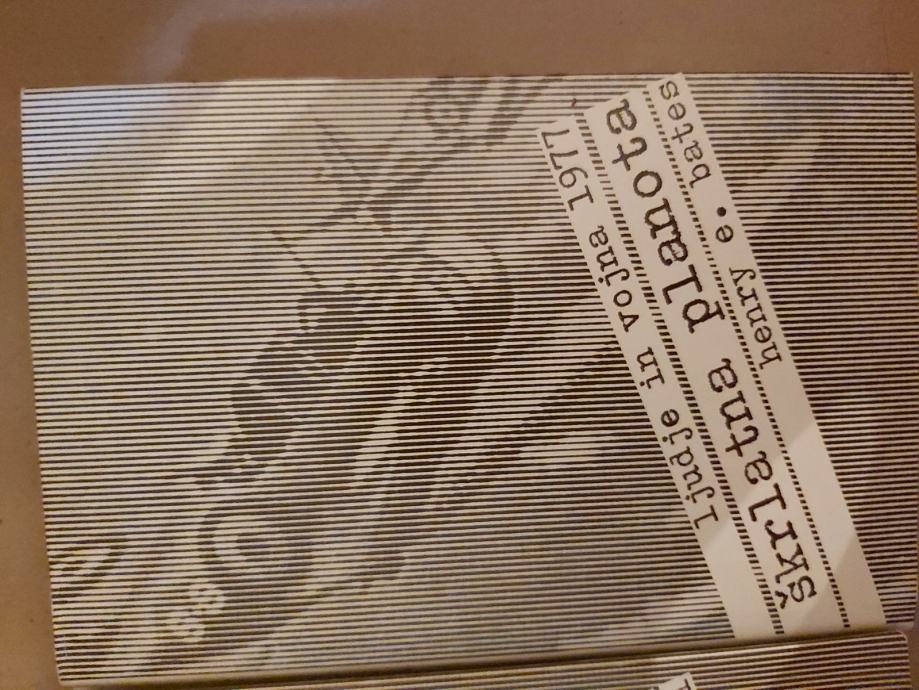 ljudje in vojna 1977
škrlatna planota
henry e. bates